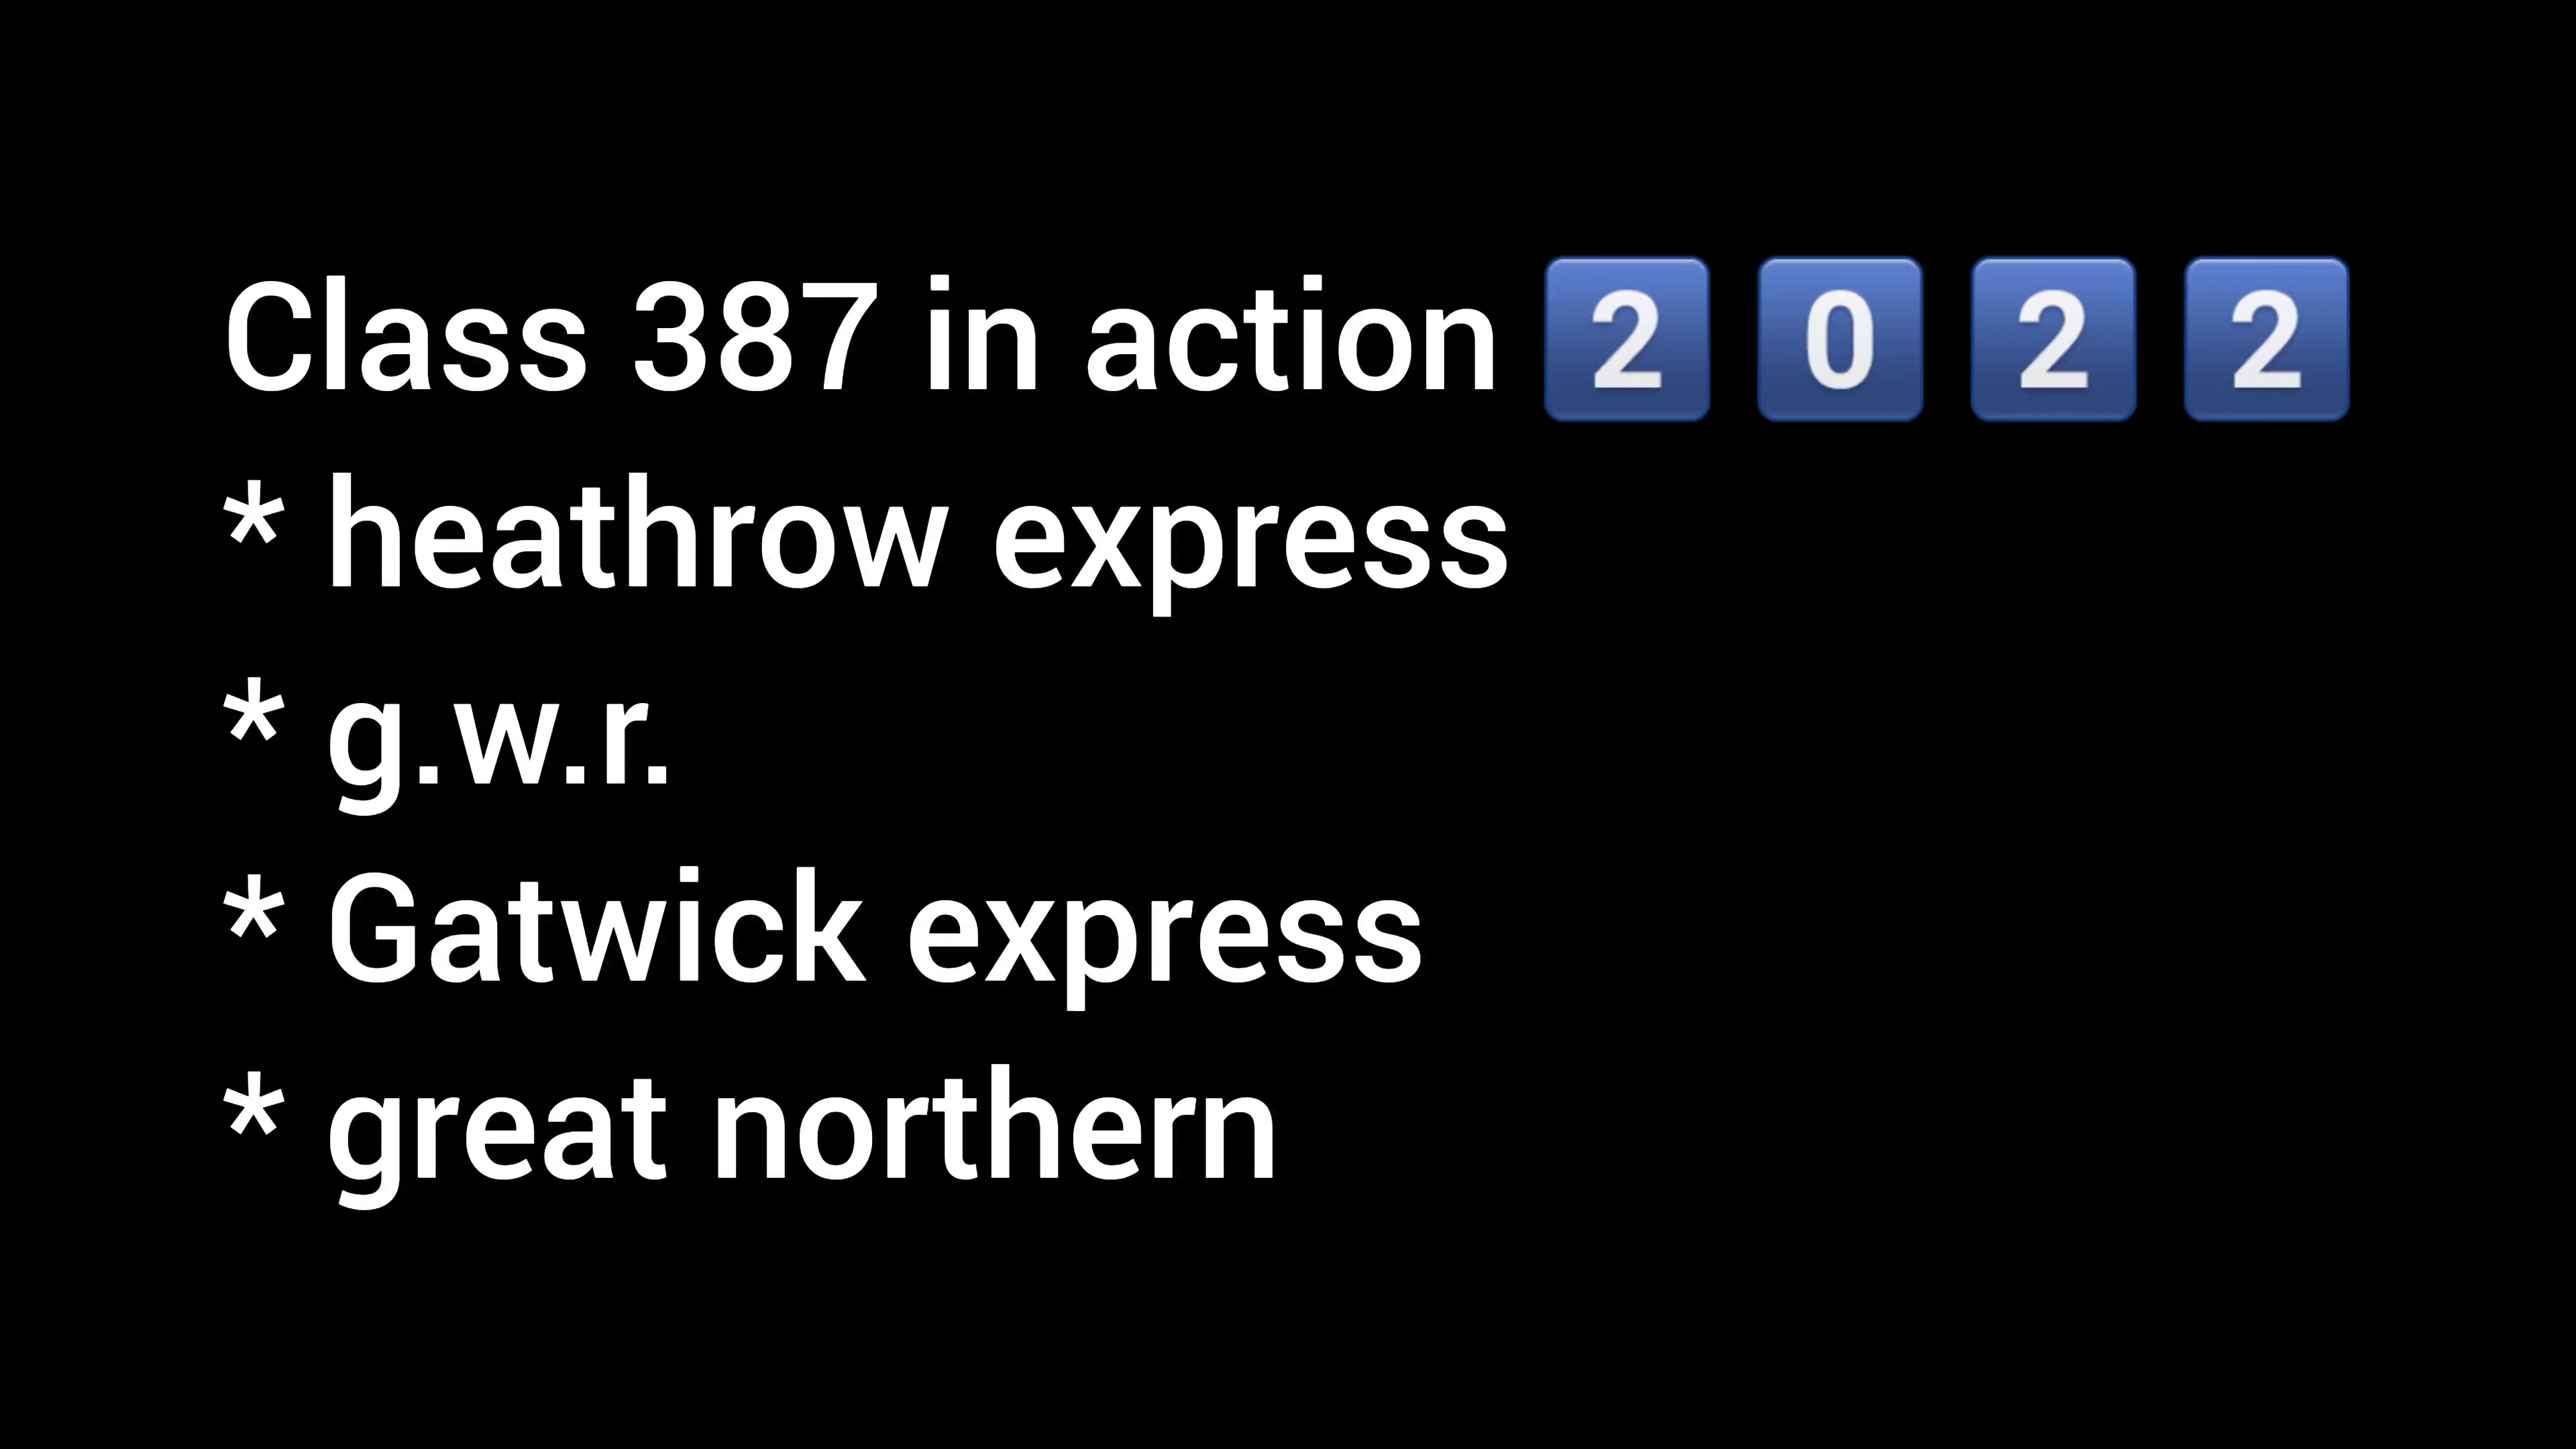 Class 387 in action 2️⃣ 0️⃣ 2️⃣ 2️⃣
* heathrow express
* g.w.r.
* Gatwick express
* great northern